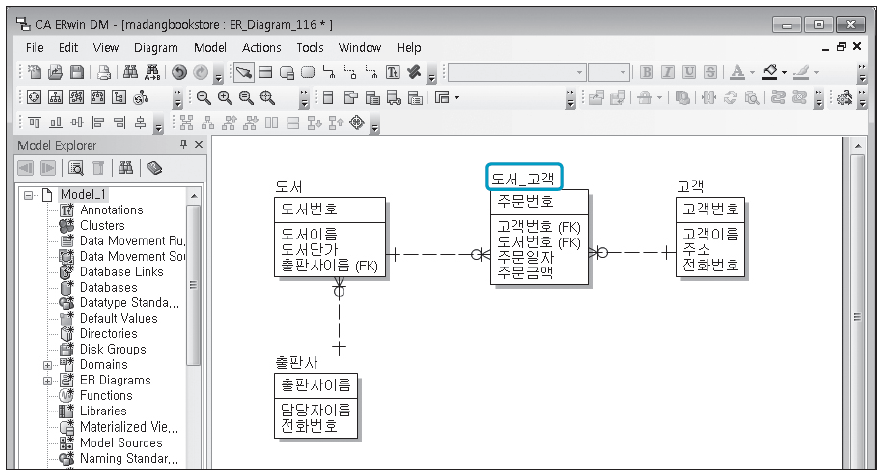 CA ERwin DM - [madangbookstore : ER_Diagram_116 * ]
File Edit View Diagram Model Actions Tools Window Help
Model Explorer
Model_1
Annotations
Clusters
Data Movement Ru...
Data Movement Sou
Database Links
Databases
Datatype Standa...
Default Values
Directories
Disk Groups
Domains
ER Diagrams
Functions
Libraries
Materialized Vie...
Model Sources
Naming Standar...
도서
도서번호
도서이름
도서단가
출판사이름 (FK)
도서_고객
주문번호
고객번호 (FK)
도서번호 (FK)
주문일자
주문금액
고객
고객번호
고객이름
주소
전화번호
출판사
출판사이름
담당자이름
전화번호